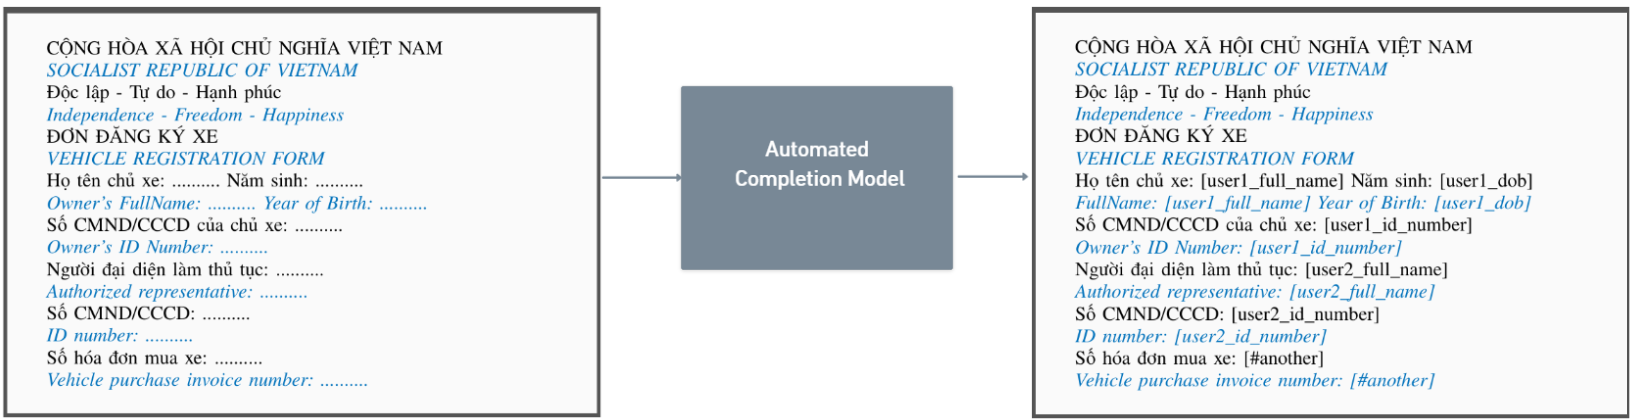 CỘNG HÒA XÃ HỘI CHỦ NGHĨA VIỆT NAM
SOCIALIST REPUBLIC OF VIETNAM
Độc lập - Tự do - Hạnh phúc
Independence - Freedom - Happiness
ĐƠN ĐĂNG KÝ XE
VEHICLE REGISTRATION FORM
Họ tên chủ xe: .......... Năm sinh: ..........
Owner's FullName: .......... Year of Birth: ..........
Số CMND/CCCD của chủ xe: ..........
Owner's ID Number: ..........
Người đại diện làm thủ tục: ..........
Authorized representative: ..........
Số CMND/CCCD: ..........
ID number: ..........
Số hóa đơn mua xe: ..........
Vehicle purchase invoice number: ..........
Automated
Completion Model
CỘNG HÒA XÃ HỘI CHỦ NGHĨA VIỆT NAM
SOCIALIST REPUBLIC OF VIETNAM
Độc lập - Tự do - Hạnh phúc
Independence - Freedom - Happiness
ĐƠN ĐĂNG KÝ XE
VEHICLE REGISTRATION FORM
Họ tên chủ xe: [user1_full_name] Năm sinh: [user1_dob]
FullName: [user1_full_name] Year of Birth: [user1_dob]
Số CMND/CCCD của chủ xe: [user1_id_number]
Owner's ID Number: [user1_id_number]
Người đại diện làm thủ tục: [user2_full_name]
Authorized representative: [user2_full_name]
Số CMND/CCCD: [user2_id_number]
ID number: [user2_id_number]
Số hóa đơn mua xe: [#another]
Vehicle purchase invoice number: [#another]